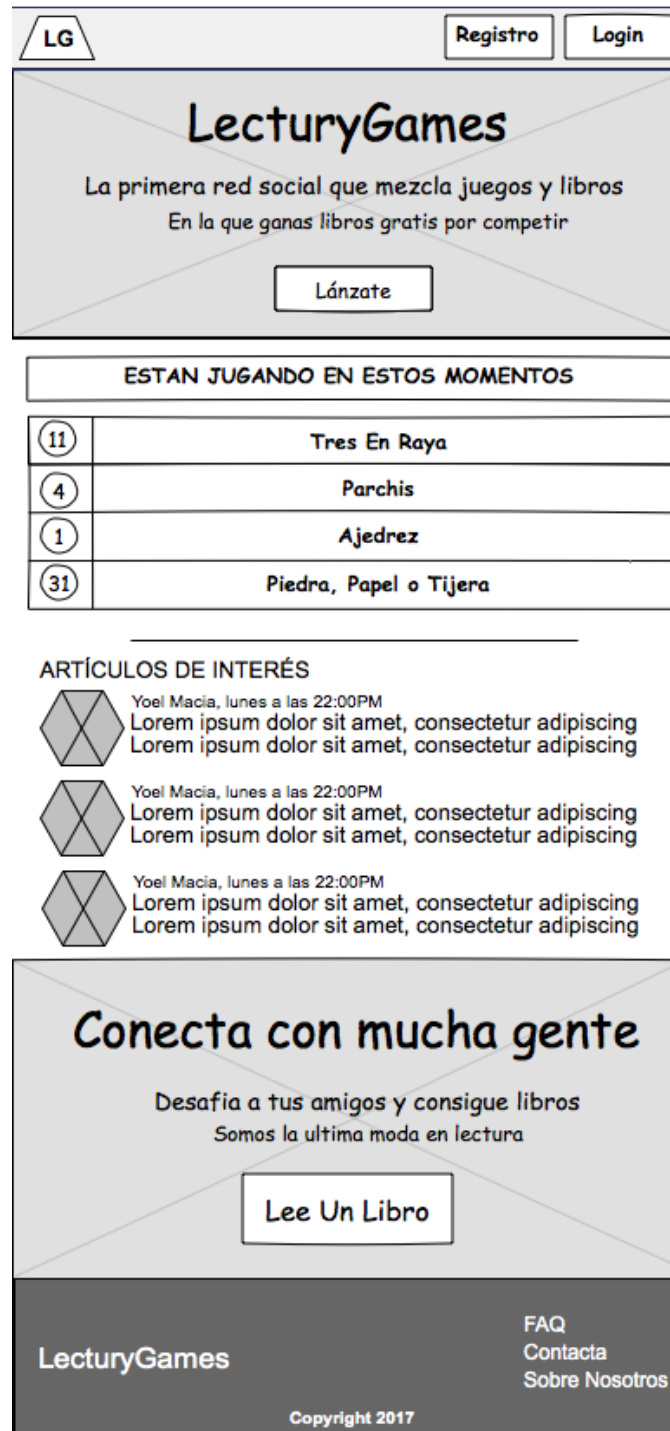 LG
Registro
Login
LecturyGames
La primera red social que mezcla juegos y libros
En la que ganas libros gratis por competir
Lánzate
ESTAN JUGANDO EN ESTOS MOMENTOS
11 Tres En Raya
4 Parchis
1 Ajedrez
31 Piedra, Papel o Tijera
ARTÍCULOS DE INTERÉS
Yoel Macia, lunes a las 22:00PM
Lorem ipsum dolor sit amet, consectetur adipiscing
Lorem ipsum dolor sit amet, consectetur adipiscing
Yoel Macia, lunes a las 22:00PM
Lorem ipsum dolor sit amet, consectetur adipiscing
Lorem ipsum dolor sit amet, consectetur adipiscing
Yoel Macia, lunes a las 22:00PM
Lorem ipsum dolor sit amet, consectetur adipiscing
Lorem ipsum dolor sit amet, consectetur adipiscing
Conecta con mucha gente
Desafia a tus amigos y consigue libros
Somos la ultima moda en lectura
Lee Un Libro
LecturyGames
FAQ
Contacta
Sobre Nosotros
Copyright 2017